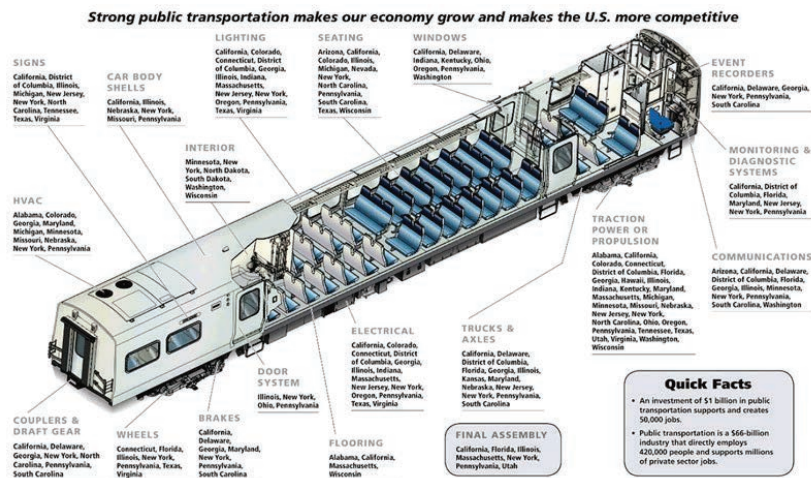 Strong public transportation makes our economy grow and makes the U.S. more competitive
SIGNS
California, District
of Columbia, Illinois,
Michigan, New Jersey,
New York, North
Carolina, Tennessee,
Texas, Virginia
CAR BODY
SHELLS
California, Illinois,
Nebraska, New York,
Missouri, Pennsylvania
LIGHTING
California, Colorado,
Connecticut, District
of Columbia, Georgia,
Illinois, Indiana,
Massachusetts,
New Jersey, New York,
Oregon, Pennsylvania,
Texas, Virginia
SEATING
Arizona, California,
Colorado, Illinois,
Michigan, Nevada,
New York,
North Carolina,
Pennsylvania,
South Carolina,
Texas, Wisconsin
WINDOWS
California, Delaware,
Indiana, Kentucky, Ohio,
Oregon, Pennsylvania,
Washington
EVENT
RECORDERS
California, Delaware, Georgia,
New York, Pennsylvania,
South Carolina
INTERIOR
Minnesota, New
York, North Dakota,
South Dakota,
Washington,
Wisconsin
MONITORING &
DIAGNOSTIC
SYSTEMS
California, District of
Columbia, Florida,
Maryland, New Jersey,
New York, Pennsylvania
HVAC
Alabama, Colorado,
Georgia, Maryland,
Michigan, Minnesota,
Missouri, Nebraska,
New York, Pennsylvania
TRACTION
POWER OR
PROPULSION
Alabama, California,
Colorado, Connecticut,
District of Columbia, Florida,
Georgia, Hawaii, Illinois,
Indiana, Kentucky, Maryland,
Massachusetts, Michigan,
Minnesota, Missouri, Nebraska,
New Jersey, New York,
North Carolina, Ohio, Oregon,
Pennsylvania, Tennessee, Texas,
Utah, Virginia, Washington,
Wisconsin
COMMUNICATIONS
Arizona, California, Delaware,
District of Columbia, Florida,
Georgia, Illinois, Minnesota,
New York, Pennsylvania,
South Carolina, Washington
COUPLERS &
DRAFT GEAR
California, Delaware,
Georgia, New York, North
Carolina, Pennsylvania,
South Carolina
WHEELS
Connecticut, Florida,
Illinois, New York,
Pennsylvania, Texas,
Virginia
BRAKES
California,
Delaware,
Georgia, Maryland,
New York,
Pennsylvania,
South Carolina
DOOR
SYSTEM
Illinois, New York,
Ohio, Pennsylvania
FLOORING
Alabama, California,
Massachusetts,
Wisconsin
ELECTRICAL
California, Colorado,
Connecticut, District
of Columbia, Georgia,
Illinois, Indiana,
Massachusetts,
New Jersey, New York,
Oregon, Pennsylvania,
Texas, Virginia
TRUCKS &
AXLES
California, Delaware,
District of Columbia,
Florida, Georgia, Illinois,
Kansas, Maryland,
Nebraska, New Jersey,
New York, Pennsylvania,
South Carolina
FINAL ASSEMBLY
California, Florida, Illinois,
Massachusetts, New York,
Pennsylvania, Utah
Quick Facts
• An investment of $1 billion in public
transportation supports and creates
50,000 jobs.
• Public transportation is a $66-billion
industry that directly employs
420,000 people and supports millions
of private sector jobs.